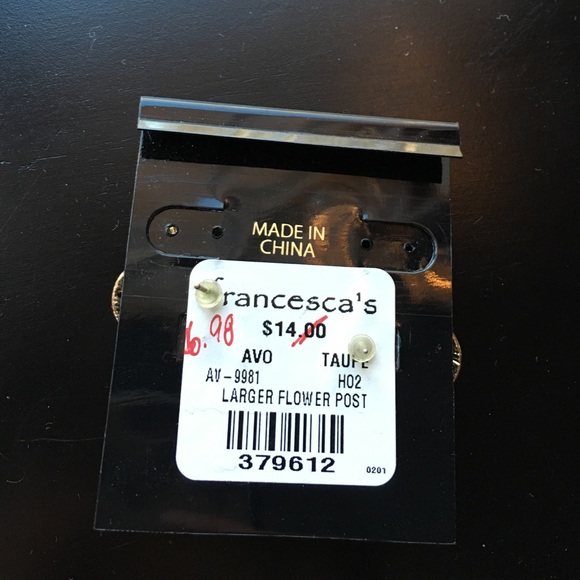 MADE IN
CHINA
francesca's
$14.00
6.98
AVO TAUPE
AV-9981 H02
LARGER FLOWER POST
379612
0201